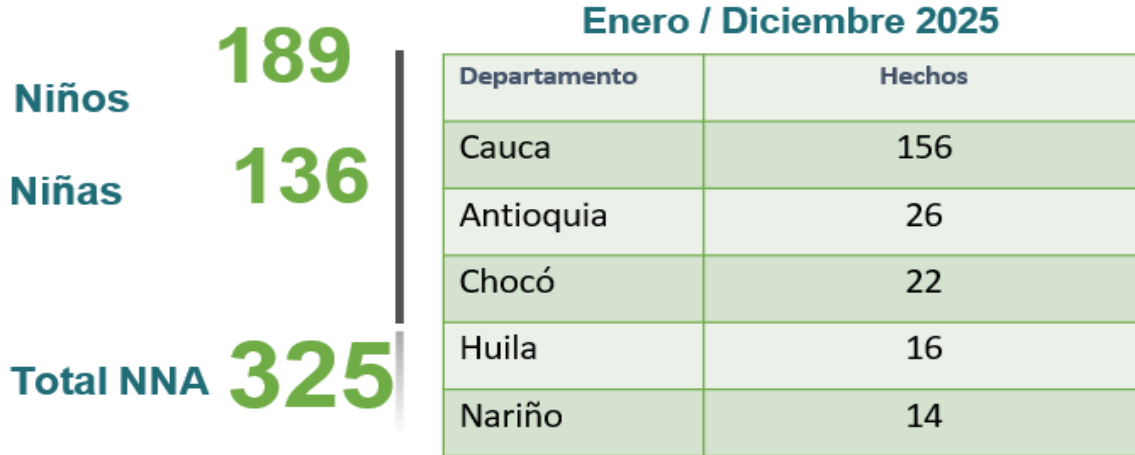 189
Niños
136
Niñas
Total NNA 325
Enero / Diciembre 2025
Departamento Hechos
Cauca 156
Antioquia 26
Chocó 22
Huila 16
Nariño 14